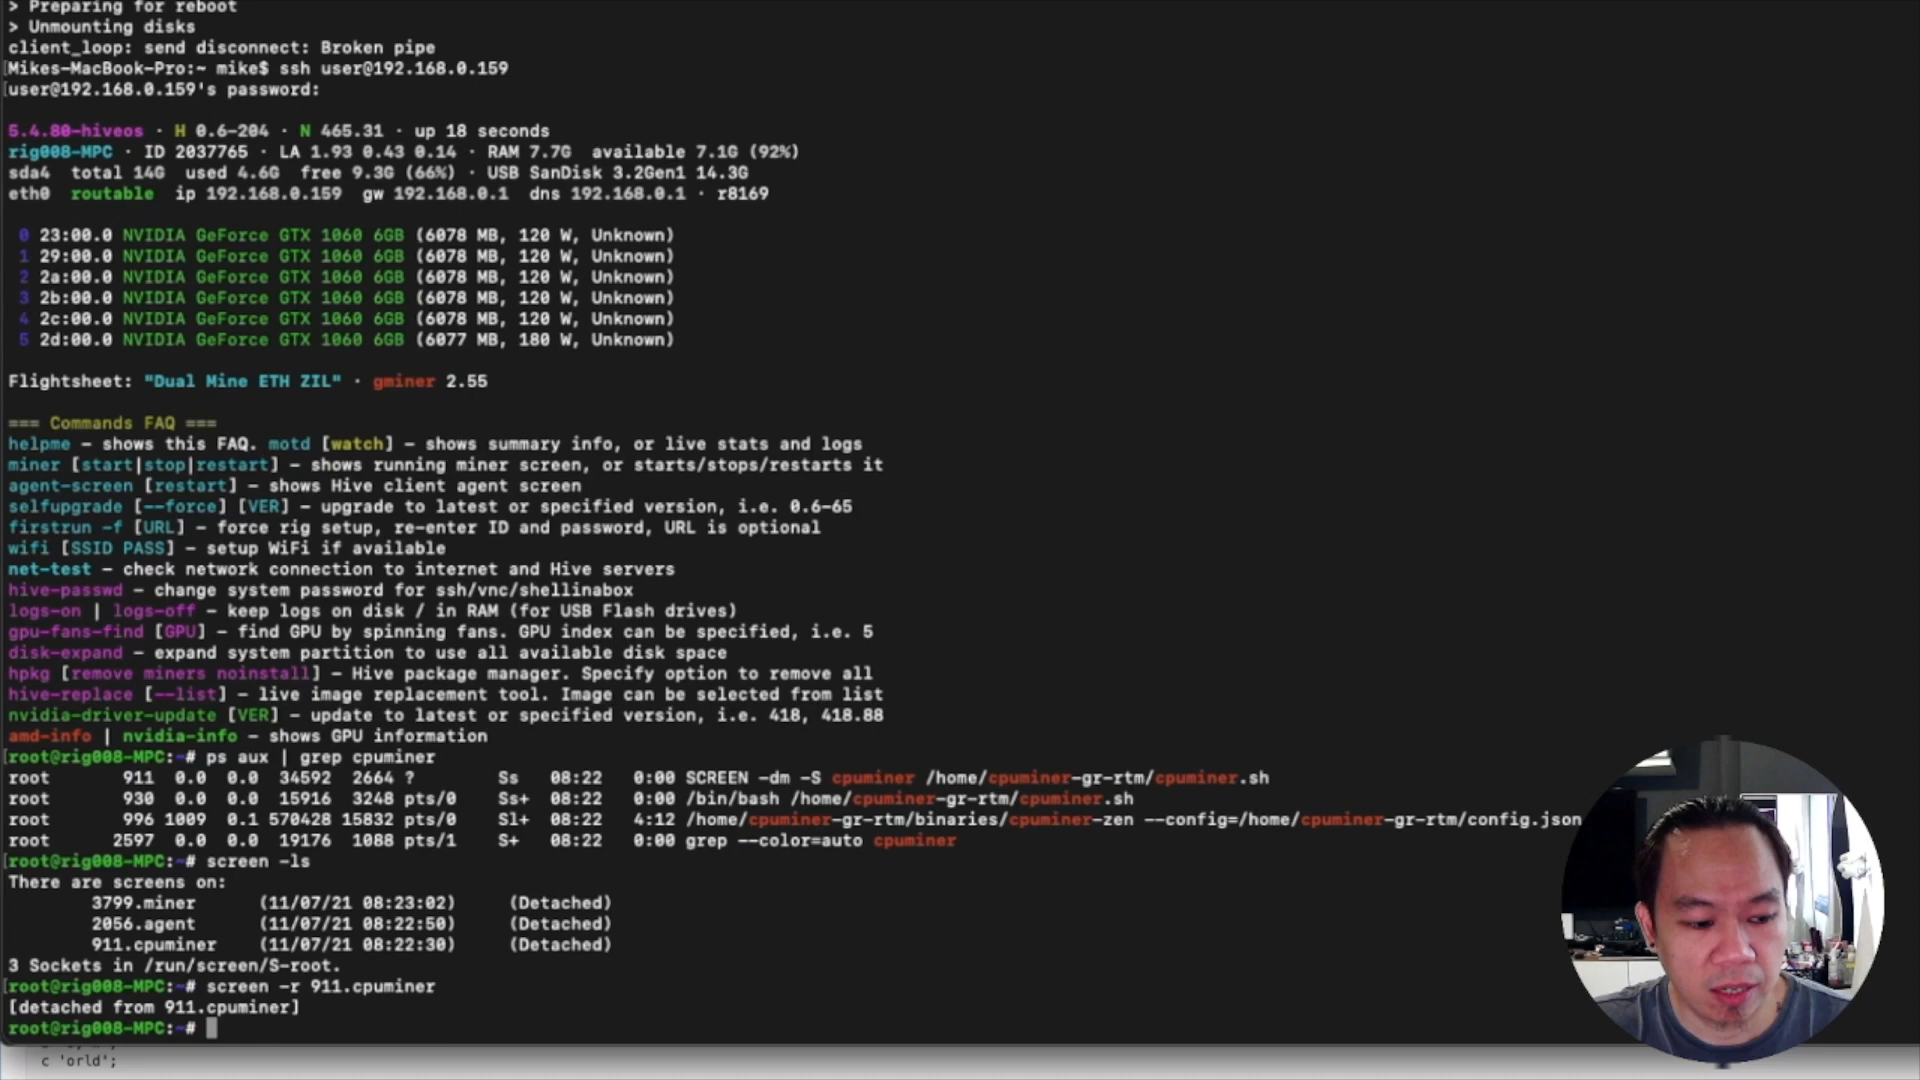 > Preparing for reboot
> Unmounting disks
client_loop: send disconnect: Broken pipe
[Mikes-MacBook-Pro:~ mike$ ssh user@192.168.0.159
[user@192.168.0.159's password:
5.4.80-hiveos · H 0.6-204 · N 465.31 · up 18 seconds
rig008-MPC · ID 2037765 · LA 1.93 0.43 0.14 · RAM 7.7G  available 7.1G (92%)
sda4  total 14G  used 4.6G  free 9.3G (66%) · USB SanDisk 3.2Gen1 14.3G
eth0  routable  ip 192.168.0.159  gw 192.168.0.1  dns 192.168.0.1 · r8169
0 23:00.0 NVIDIA GeForce GTX 1060 6GB (6078 MB, 120 W, Unknown)
1 29:00.0 NVIDIA GeForce GTX 1060 6GB (6078 MB, 120 W, Unknown)
2 2a:00.0 NVIDIA GeForce GTX 1060 6GB (6078 MB, 120 W, Unknown)
3 2b:00.0 NVIDIA GeForce GTX 1060 6GB (6078 MB, 120 W, Unknown)
4 2c:00.0 NVIDIA GeForce GTX 1060 6GB (6078 MB, 120 W, Unknown)
5 2d:00.0 NVIDIA GeForce GTX 1060 6GB (6077 MB, 180 W, Unknown)
Flightsheet: "Dual Mine ETH ZIL" · gminer 2.55
=== Commands FAQ ===
helpme - shows this FAQ. motd [watch] - shows summary info, or live stats and logs
miner [start|stop|restart] - shows running miner screen, or starts/stops/restarts it
agent-screen [restart] - shows Hive client agent screen
selfupgrade [--force] [VER] - upgrade to latest or specified version, i.e. 0.6-65
firstrun -f [URL] - force rig setup, re-enter ID and password, URL is optional
wifi [SSID PASS] - setup WiFi if available
net-test - check network connection to internet and Hive servers
hive-passwd - change system password for ssh/vnc/shellinabox
logs-on | logs-off - keep logs on disk / in RAM (for USB Flash drives)
gpu-fans-find [GPU] - find GPU by spinning fans. GPU index can be specified, i.e. 5
disk-expand - expand system partition to use all available disk space
hpkg [remove miners noinstall] - Hive package manager. Specify option to remove all
hive-replace [--list] - live image replacement tool. Image can be selected from list
nvidia-driver-update [VER] - update to latest or specified version, i.e. 418, 418.88
amd-info | nvidia-info - shows GPU information
[root@rig008-MPC:~# ps aux | grep cpuminer
root       911  0.0  0.0  34592  2664 ?        Ss   08:22   0:00 SCREEN -dm -S cpuminer /home/cpuminer-gr-rtm/cpuminer.sh
root       930  0.0  0.0  15916  3248 pts/0    Ss+  08:22   0:00 /bin/bash /home/cpuminer-gr-rtm/cpuminer.sh
root       996 1009  0.1 570428 15832 pts/0    Sl+  08:22   4:12 /home/cpuminer-gr-rtm/binaries/cpuminer-zen --config=/home/cpuminer-gr-rtm/config.json
root      2597  0.0  0.0  19176  1088 pts/1    S+   08:22   0:00 grep --color=auto cpuminer
[root@rig008-MPC:~# screen -ls
There are screens on:
3799.miner      (11/07/21 08:23:02)     (Detached)
2056.agent      (11/07/21 08:22:50)     (Detached)
911.cpuminer    (11/07/21 08:22:30)     (Detached)
3 Sockets in /run/screen/S-root.
[root@rig008-MPC:~# screen -r 911.cpuminer
[detached from 911.cpuminer]
root@rig008-MPC:~#
c 'orld';